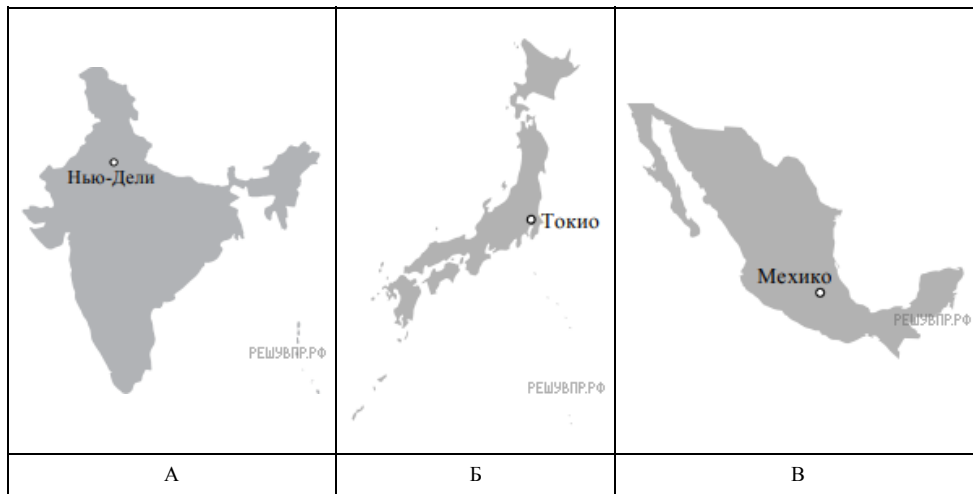 Нью-Дели
РЕШУВПР.РФ
А
Токио
РЕШУВПР.РФ
Б
Мехико
РЕШУВПР.РФ
В